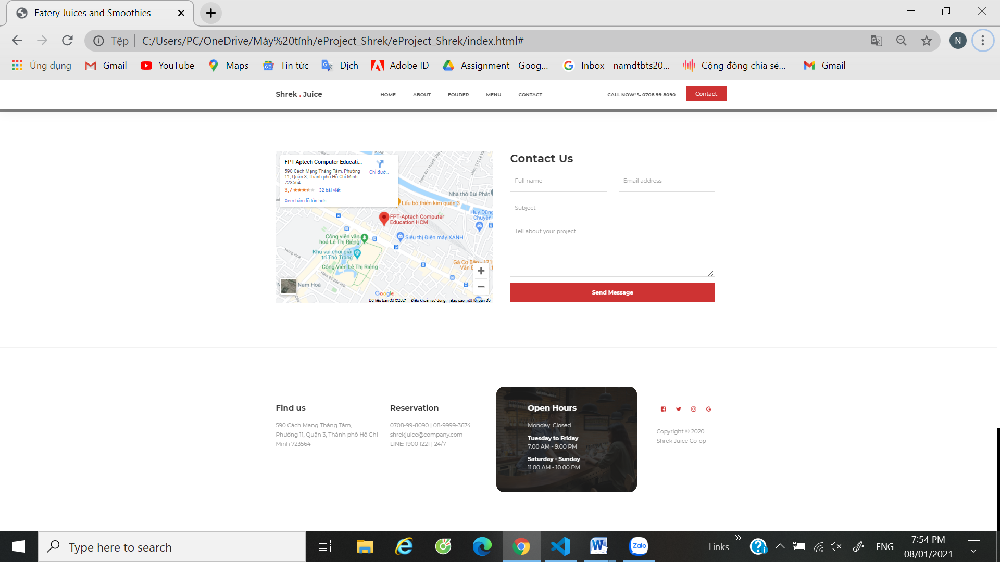 Eatery Juices and Smoothies
Tệp
C:/Users/PC/OneDrive/Máy%20tính/eProject_Shrek/eProject_Shrek/index.html#
N
Ứng dụng
Gmail
YouTube
Maps
Tin tức
Dịch
Adobe ID
Assignment - Goog...
Inbox - namdtbts20...
Cộng đồng chia sẻ...
Gmail
Shrek . Juice
HOME
ABOUT
FOUDER
MENU
CONTACT
CALL NOW! 0708 99 8090
Contact
FPT-Aptech Computer Educati...
590 Cách Mạng Tháng Tám, Phường
11, Quận 3, Thành phố Hồ Chí Minh
723564
3,7
32 bài viết
Xem bản đồ lớn hơn
Chỉ đườ...
Nhà thờ Bùi Phát
Lẩu bò thiên kim quận 3
Huy Dũng
- Chuyên
FPT-Aptech Computer
Education HCM
Công viên văn
hoá Lê Thị Riêng
Siêu thị Điện máy XANH
Khu vui chơi giải
trí Thỏ Trắng
Công Viên Lê Thị Riêng
Hưng Hoá
Hẻm 95 Bắc Hải
Nam Hoà
Google
Dữ liệu bản đồ ©2021
Điều khoản sử dụng
Báo cáo một lỗi bản đồ
Contact Us
Full name
Email address
Subject
Tell about your project
Send Message
Find us
590 Cách Mạng Tháng Tám,
Phường 11, Quận 3, Thành phố Hồ Chí
Minh 723564
Reservation
0708-99-8090 | 08-9999-3674
shrekjuice@company.com
LINE: 1900 1221 | 24/7
Open Hours
Monday: Closed
Tuesday to Friday
7:00 AM - 9:00 PM
Saturday - Sunday
11:00 AM - 10:00 PM
Copyright © 2020
Shrek Juice Co-op
Type here to search
Zalo
Links
ENG
7:54 PM
08/01/2021